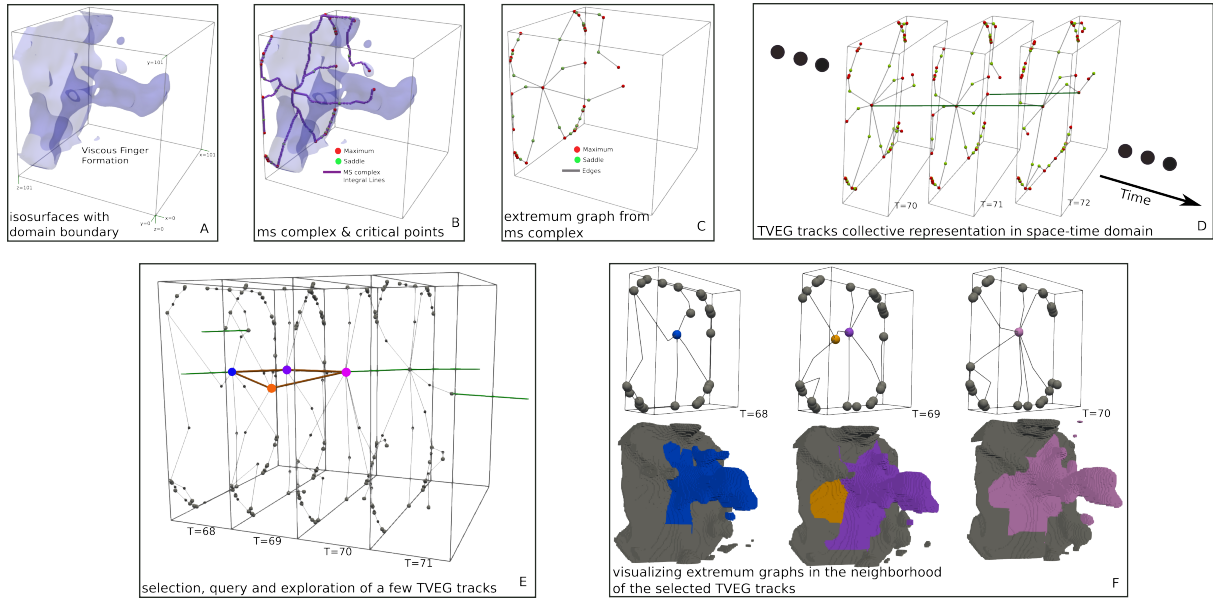 y=101
Viscous Finger
Formation
x=101
z=101
x=0
y=0
z=0
isosurfaces with
domain boundary
A
Maximum
Saddle
MS complex
Integral Lines
ms complex & critical points
B
Maximum
Saddle
Edges
extremum graph from
ms complex
C
T=70
T=71
T=72
Time
TVEG tracks collective representation in space-time domain
D
T=68
T=69
T=70
T=71
selection, query and exploration of a few TVEG tracks
E
T=68
T=69
T=70
visualizing extremum graphs in the neighborhood
of the selected TVEG tracks
F